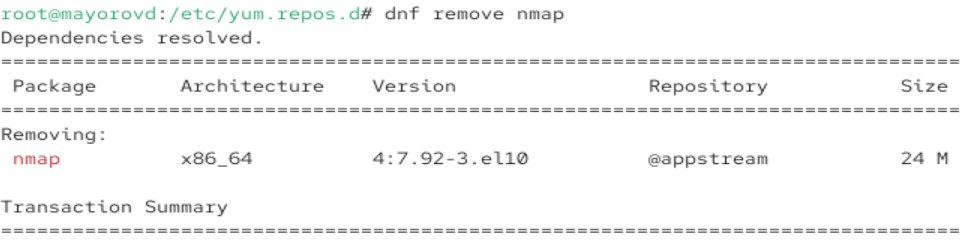 root@mayorovd:/etc/yum.repos.d# dnf remove nmap
Dependencies resolved.
================================================================================
 Package       Architecture    Version                Repository           Size
================================================================================
Removing:
 nmap          x86_64          4:7.92-3.el10          @appstream           24 M

Transaction Summary
================================================================================